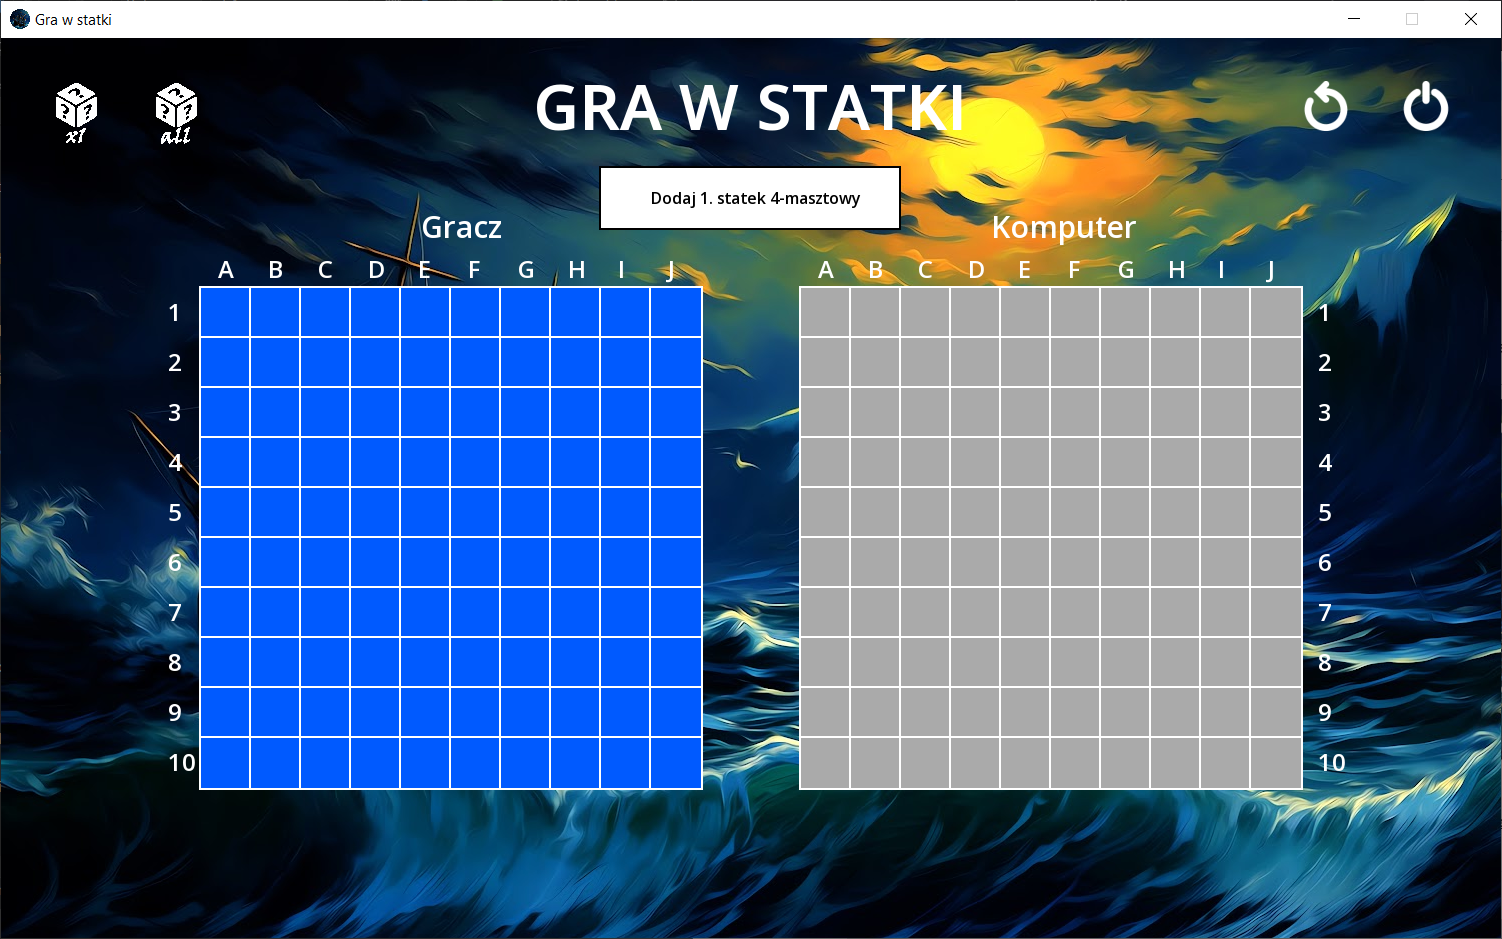 Gra w statki
GRA W STATKI
x1
all
Dodaj 1. statek 4-masztowy
Gracz
Komputer
A B C D E F G H I J
A B C D E F G H I J
1 1
2 2
3 3
4 4
5 5
6 6
7 7
8 8
9 9
10 10